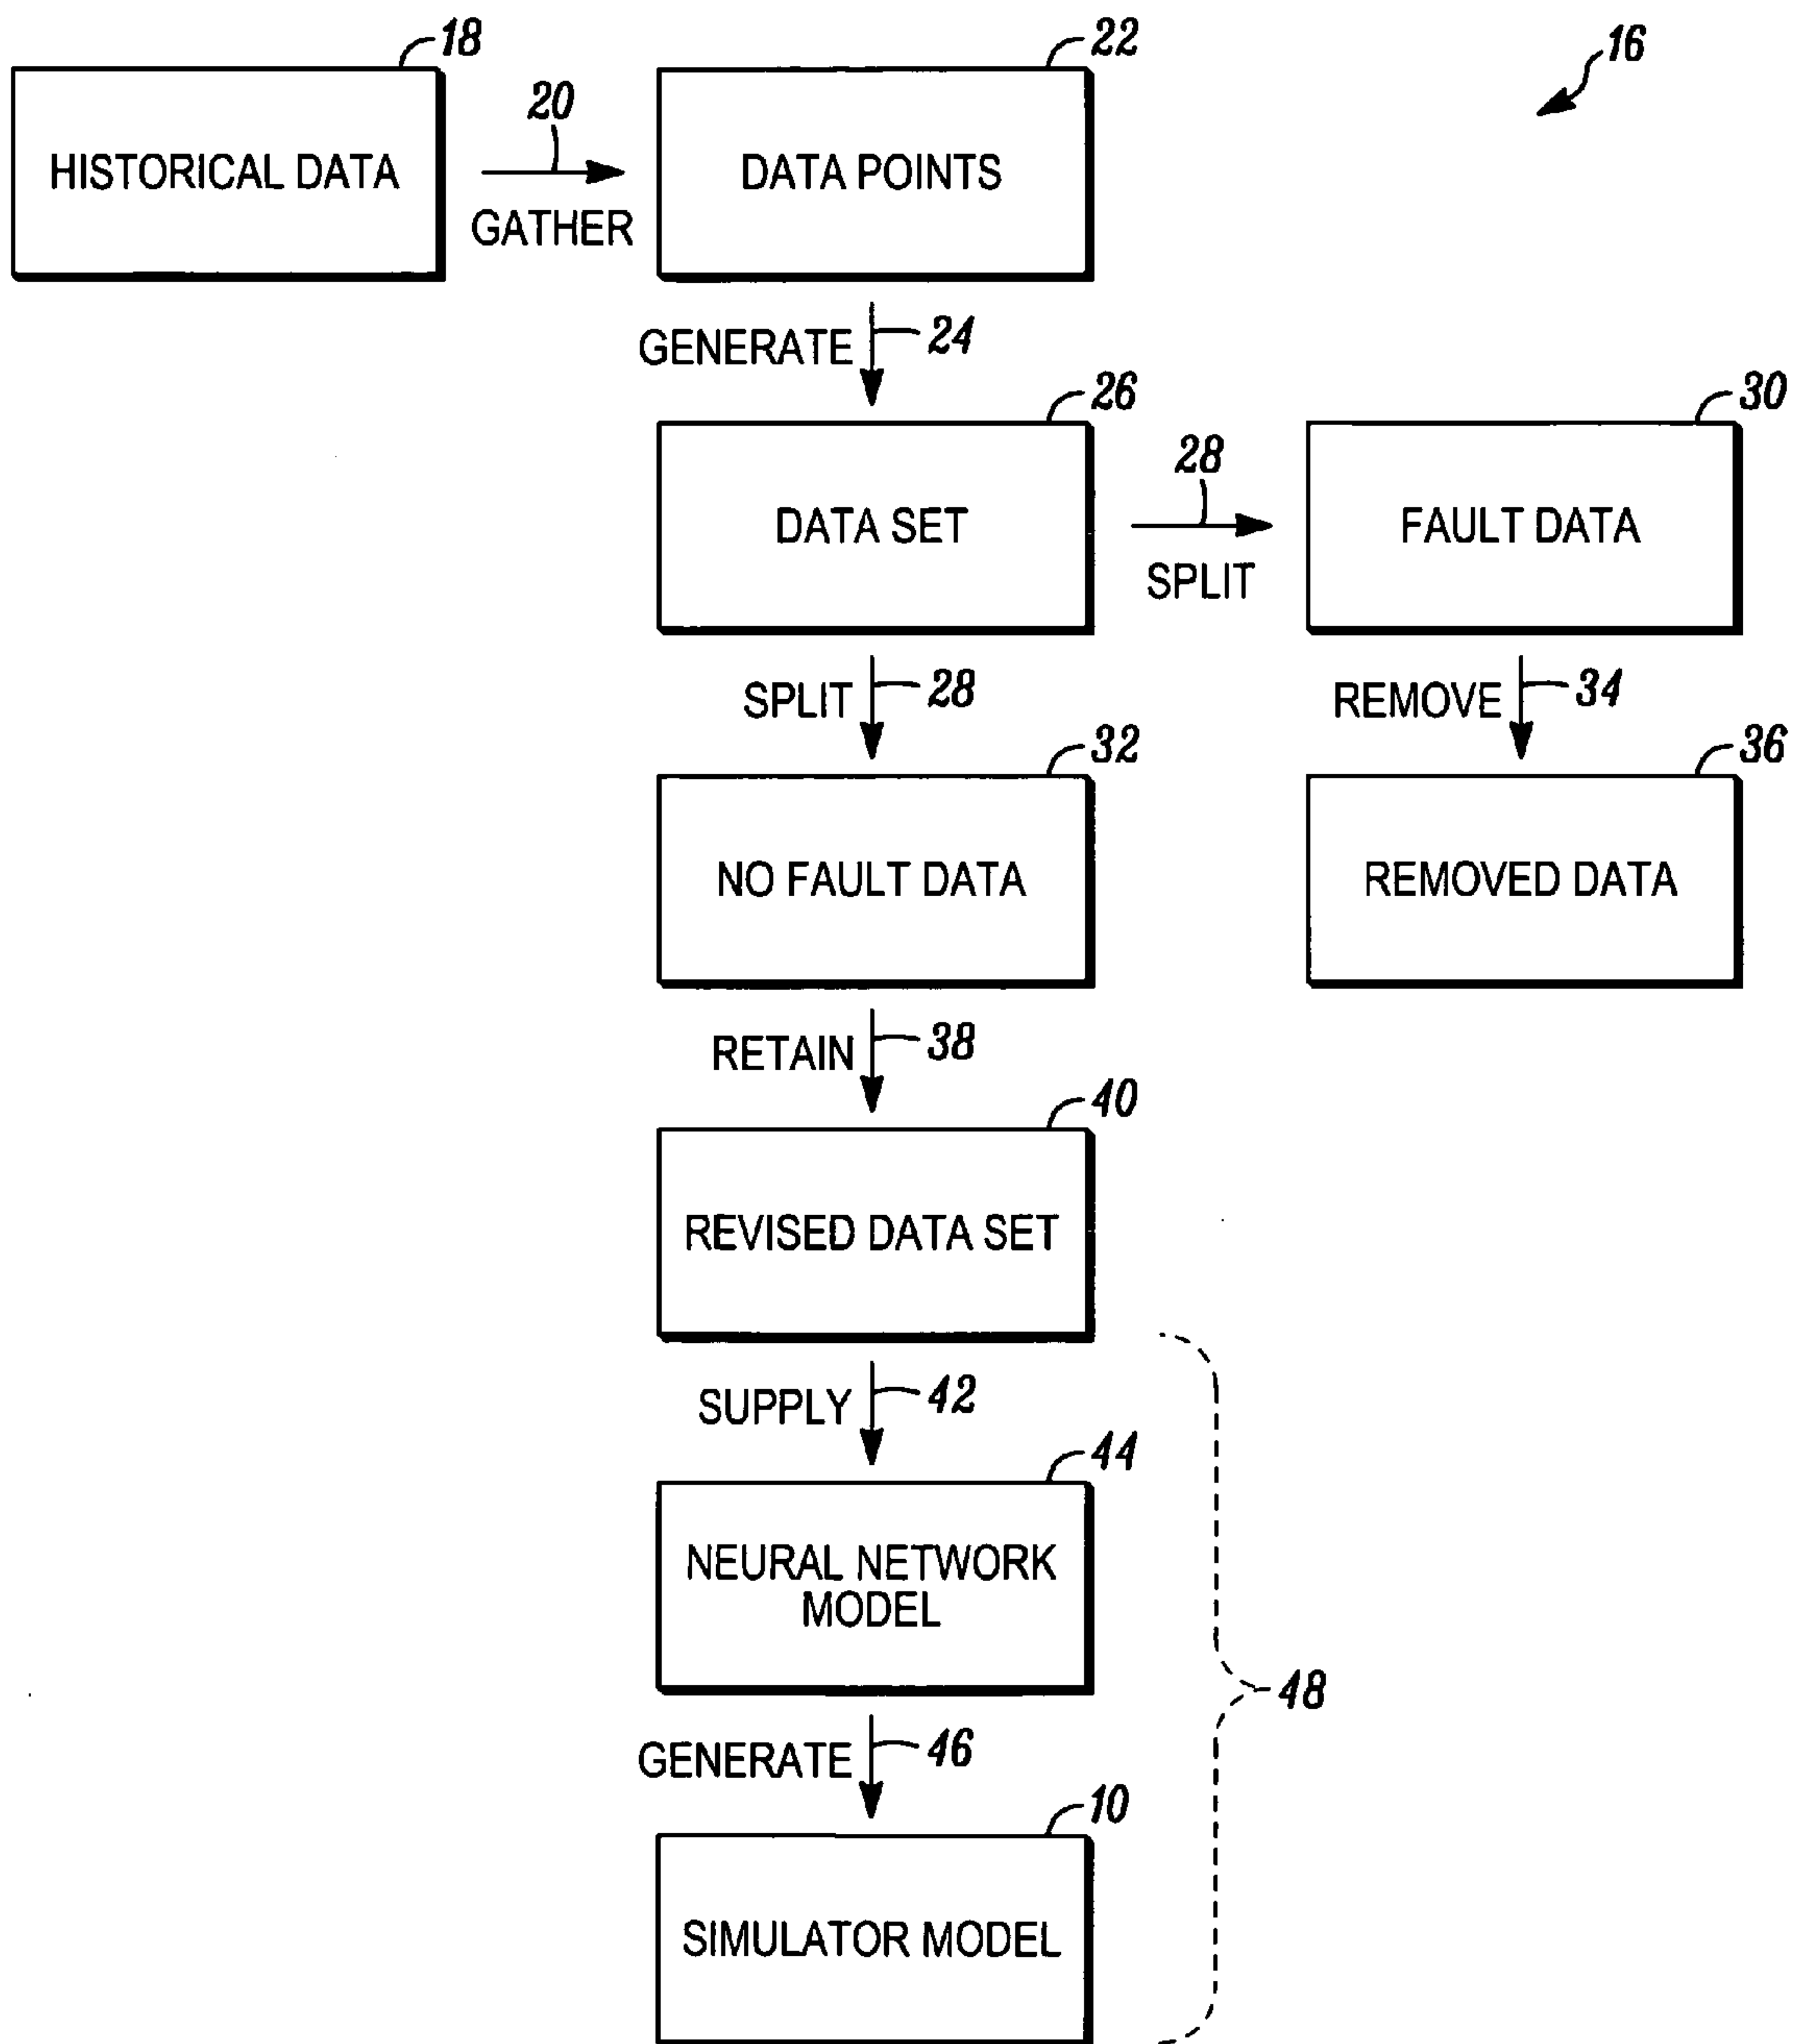 18
22
16
20
HISTORICAL DATA
DATA POINTS
GATHER
GENERATE
24
26
30
28
DATA SET
FAULT DATA
SPLIT
SPLIT
28
REMOVE
34
32
36
NO FAULT DATA
REMOVED DATA
RETAIN
38
40
REVISED DATA SET
SUPPLY
42
44
NEURAL NETWORK
MODEL
48
GENERATE
46
10
SIMULATOR MODEL